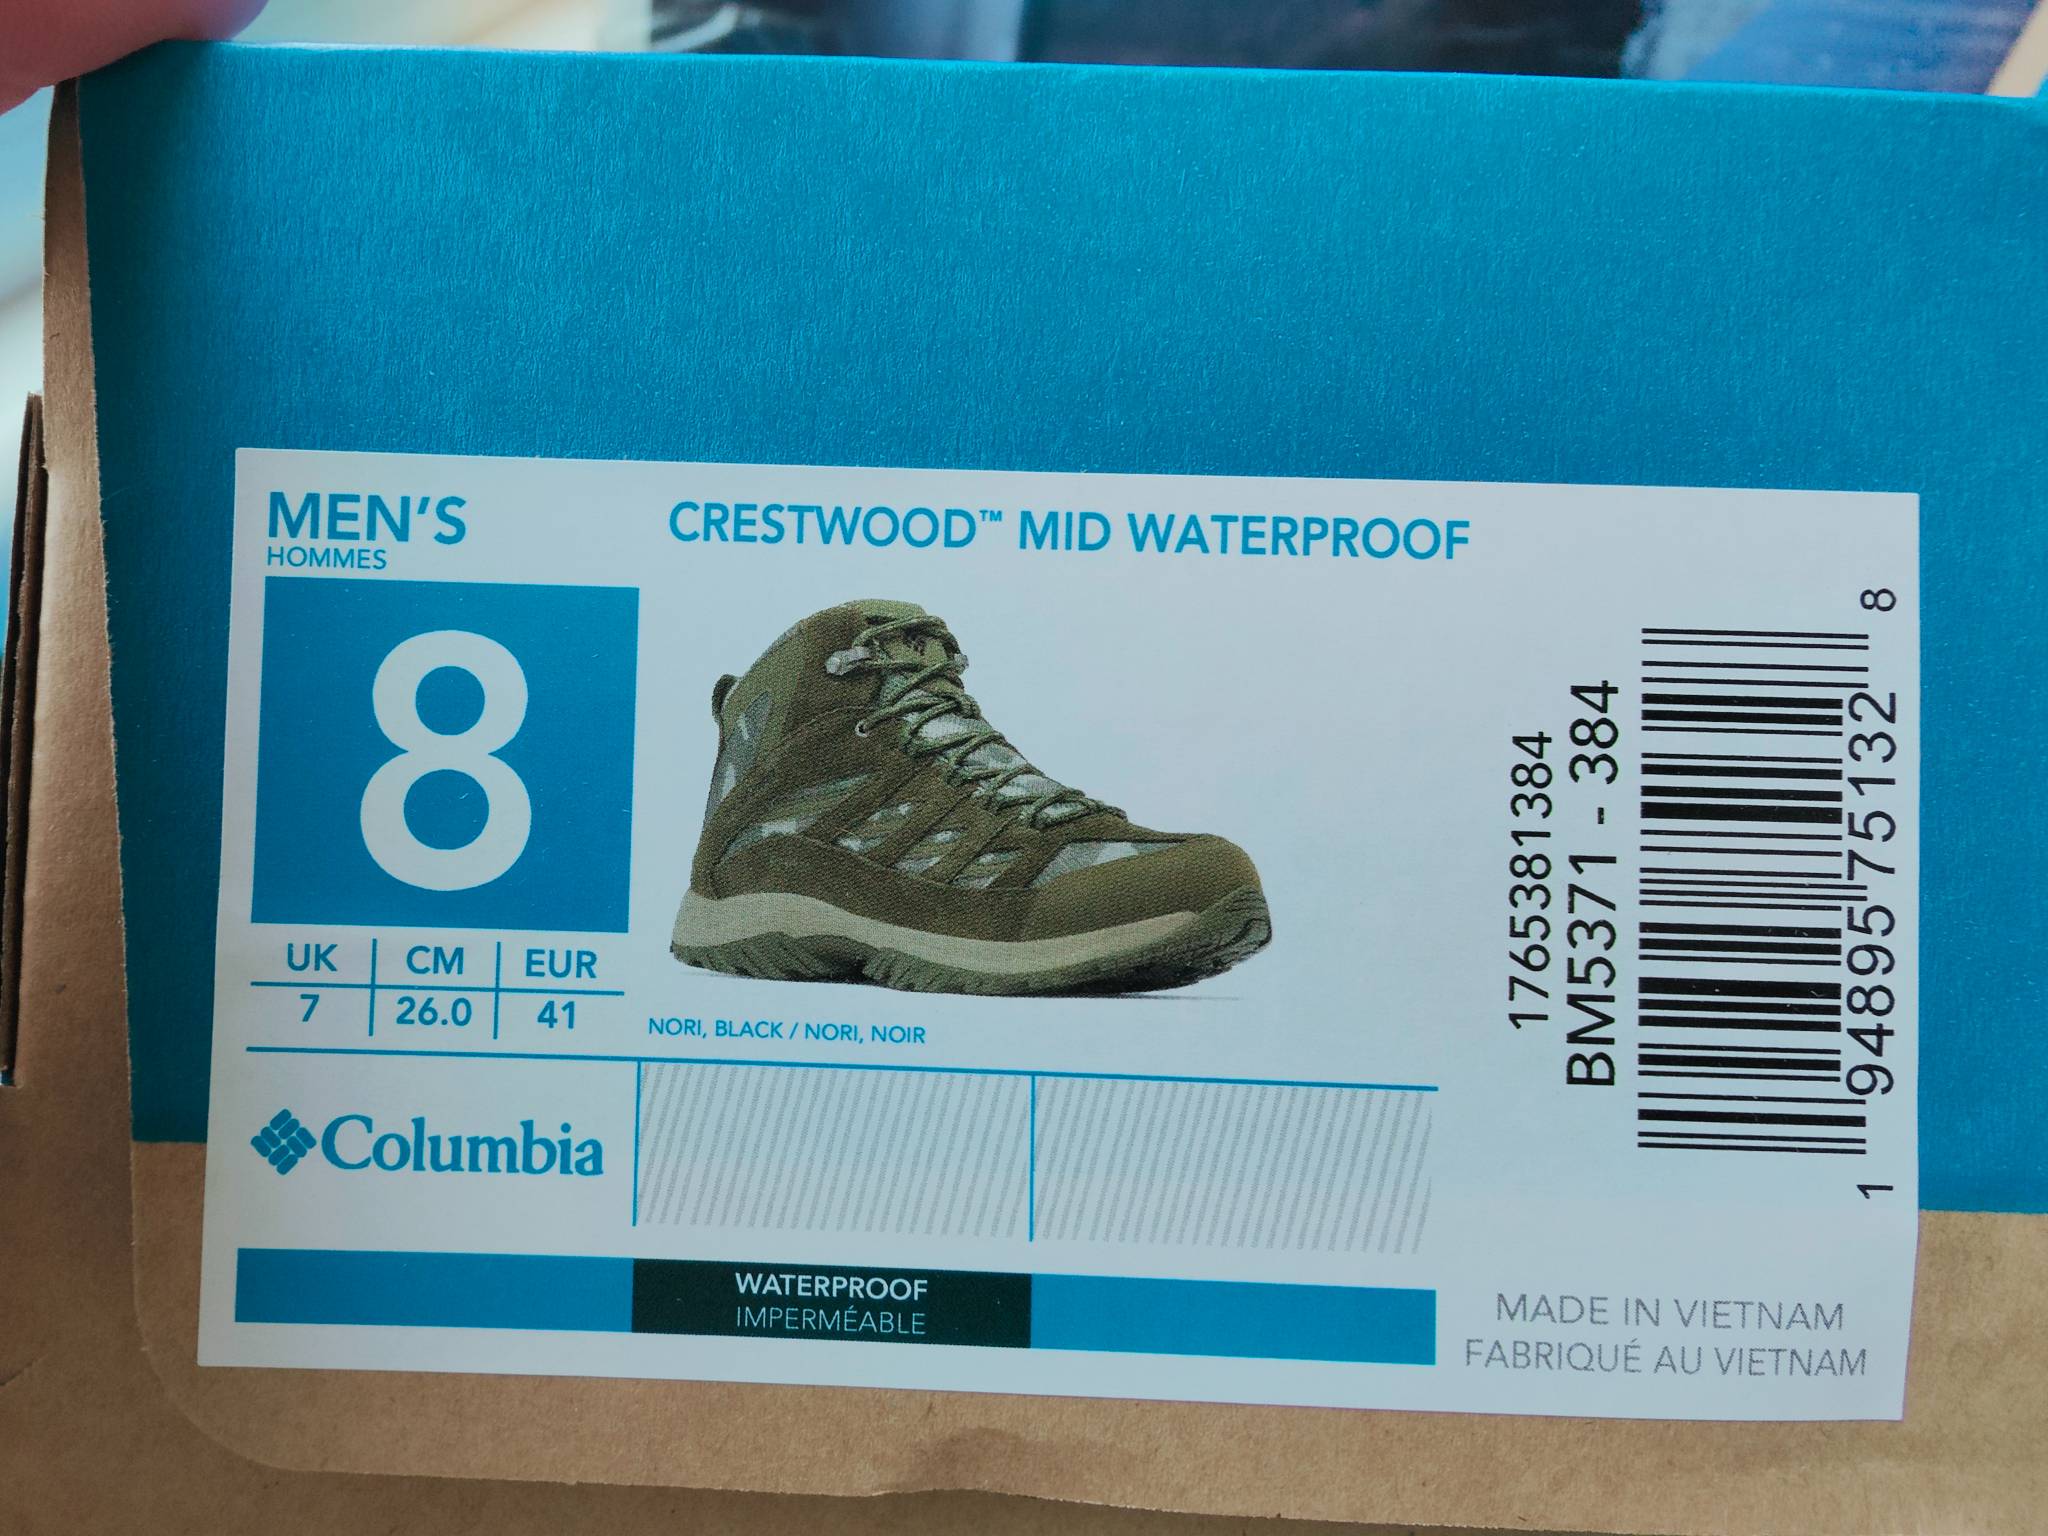 MEN'S
HOMMES
8
UK CM EUR
7 26.0 41
CRESTWOOD™ MID WATERPROOF
NORI, BLACK / NORI, NOIR
Columbia
WATERPROOF
IMPERMÉABLE
1765381384
BM5371 - 384
1 94895 75132 8
MADE IN VIETNAM
FABRIQUÉ AU VIETNAM